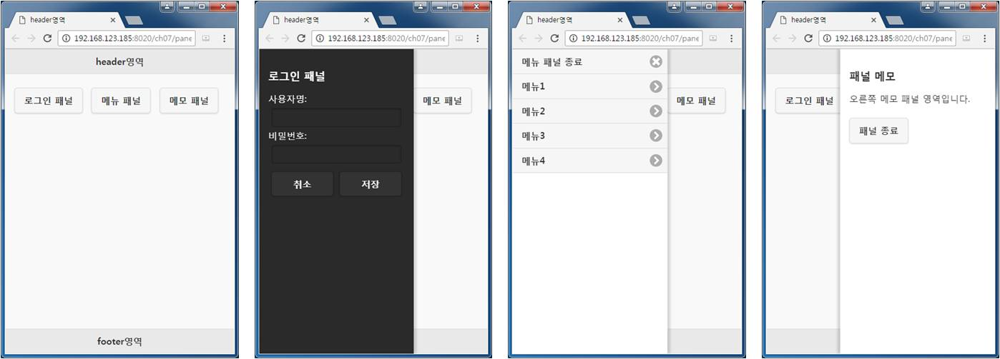 header영역
192.168.123.185:8020/ch07/pane
header영역
로그인 패널
메뉴 패널
메모 패널
footer영역
header영역
192.168.123.185:8020/ch07/pane
로그인 패널
사용자명:
비밀번호:
취소
저장
메모 패널
header영역
192.168.123.185:8020/ch07/pane
메뉴 패널 종료
메뉴1
메뉴2
메뉴3
메뉴4
메모 패널
header영역
192.168.123.185:8020/ch07/pane
로그인 패널
패널 메모
오른쪽 메모 패널 영역입니다.
패널 종료